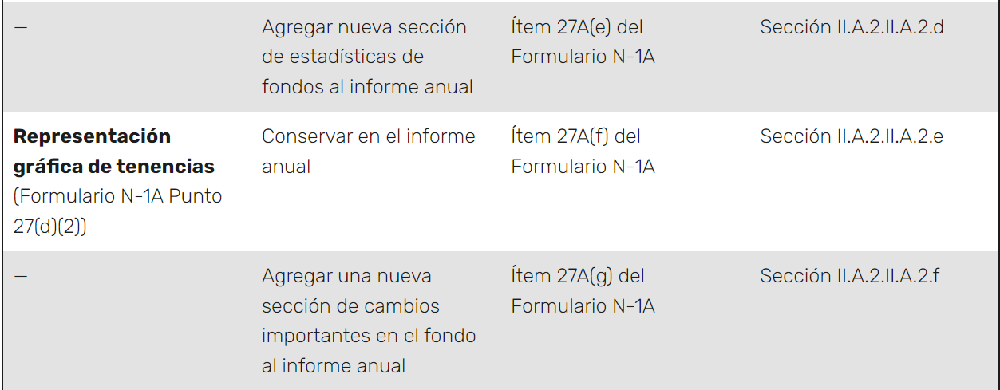 —
Agregar nueva sección
de estadísticas de
fondos al informe anual
Ítem 27A(e) del
Formulario N-1A
Sección II.A.2.II.A.2.d
Representación
gráfica de tenencias
(Formulario N-1A Punto
27(d)(2))
Conservar en el informe
anual
Ítem 27A(f) del
Formulario N-1A
Sección II.A.2.II.A.2.e
—
Agregar una nueva
sección de cambios
importantes en el fondo
al informe anual
Ítem 27A(g) del
Formulario N-1A
Sección II.A.2.II.A.2.f